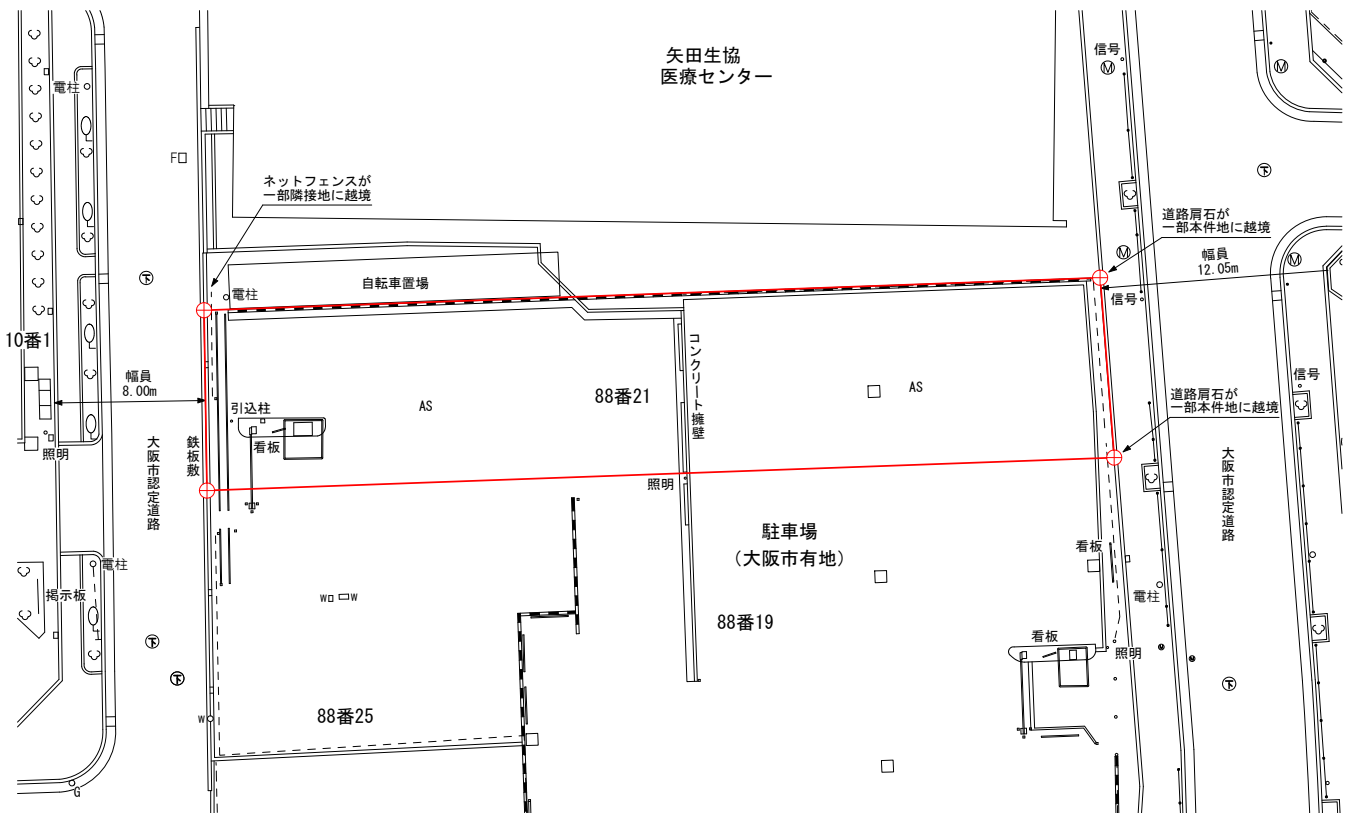 矢田生協
医療センター
信号
Ⓜ
Ⓜ
電柱
F
ネットフェンスが
一部隣接地に越境
下
道路肩石が
一部本件地に越境
Ⓜ
Ⓜ
幅員
12.05m
下
自転車置場
電柱
信号
10番1
コンクリート擁壁
幅員
8.00m
88番21
AS
AS
信号
引込柱
看板
道路肩石が
一部本件地に越境
照明
大阪市認定道路
鉄板敷
照明
大阪市認定道路
駐車場
(大阪市有地)
看板
電柱
掲示板
電柱
W
W
88番19
看板
下
照明
下
下
88番25
W
G